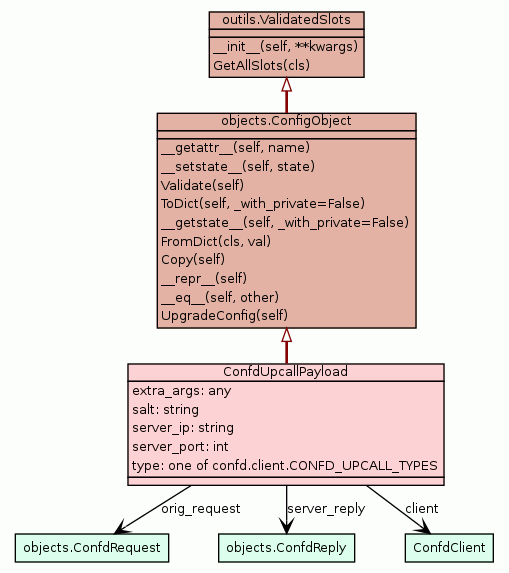 outils.ValidatedSlots
__init__(self, **kwargs)
GetAllSlots(cls)
objects.ConfigObject
__getattr__(self, name)
__setstate__(self, state)
Validate(self)
ToDict(self, _with_private=False)
__getstate__(self, _with_private=False)
FromDict(cls, val)
Copy(self)
__repr__(self)
__eq__(self, other)
UpgradeConfig(self)
ConfdUpcallPayload
extra_args: any
salt: string
server_ip: string
server_port: int
type: one of confd.client.CONFD_UPCALL_TYPES
orig_request server_reply client
objects.ConfdRequest objects.ConfdReply ConfdClient